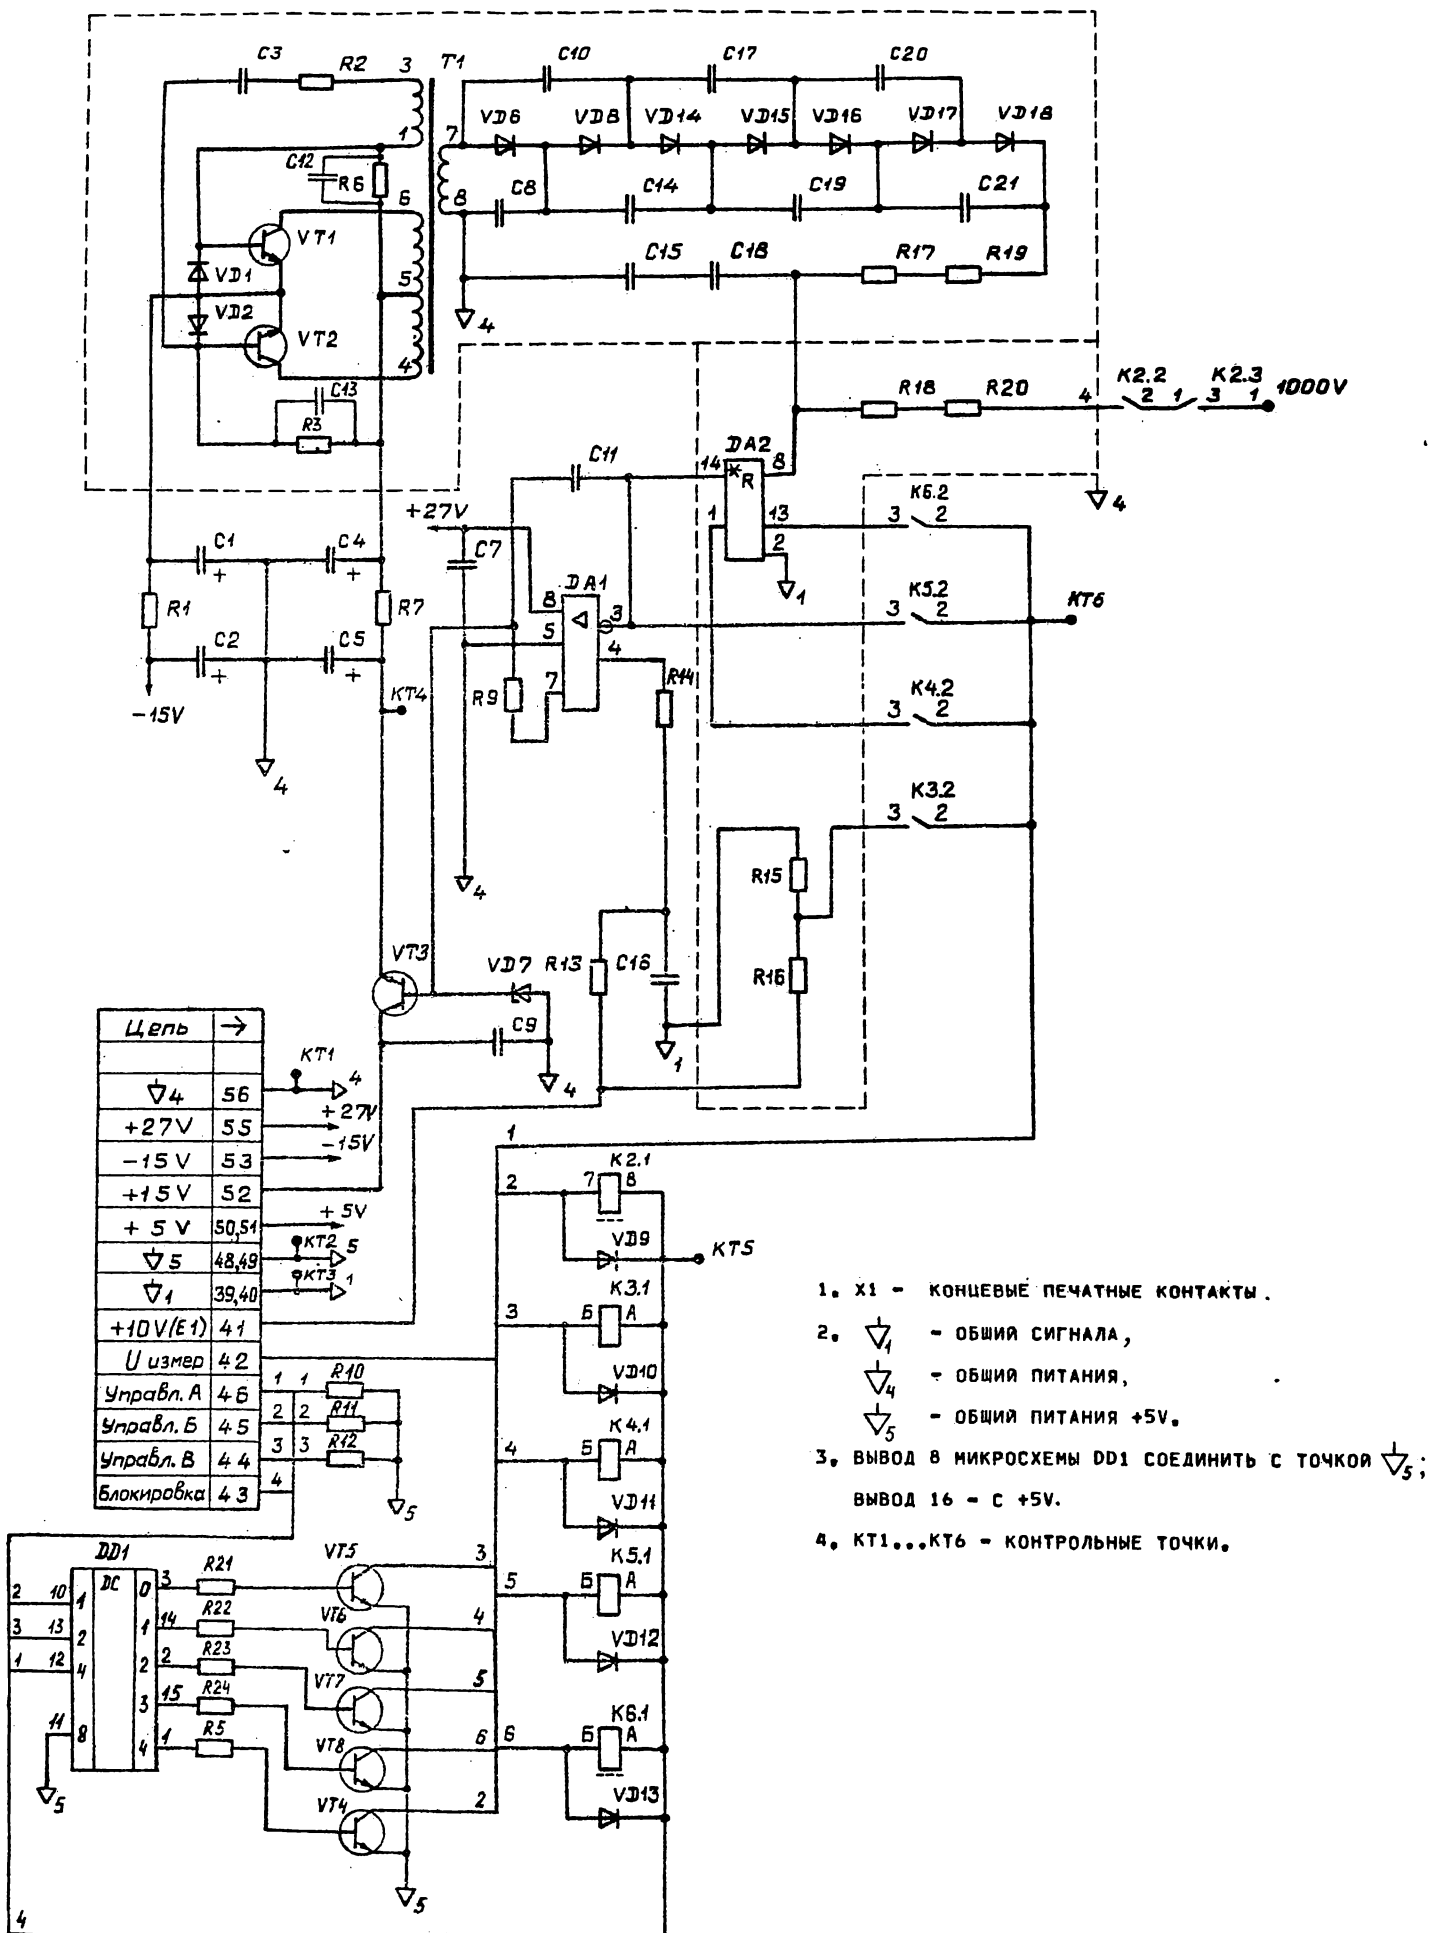 C3 R2 3 T1 C10 C17 C20
VD6 VD8 VD14 VD15 VD16 VD17 VD18
1 7
C12 R6
8 C8 C14 C19 C21
6
VT1
C15 C18 R17 R19
VD1 5
VD2 4
VT2
4
C13
R3
R18 R20 4 K2.2 2 1 K2.3 3 1 1000V
DA2
C11 14 * R 8
+27V 1 13 3 K6.2 2 4
C1 + C4 + C7 2
DA1 1
R1 R7 8 3 3 K5.2 2 KT6
C2 + C5 + 5 4
-15V KT4 R9 7 R14 3 K4.2 2
4
3 K3.2 2
4 R15
VT3 VD7 R13 C16 R16
C9
4 1
Цепь →
4 56 KT1 4
+27V 55 +27V
-15V 53 -15V
+15V 52
+5V 50,51 +5V
5 48,49 KT2 5
1 39,40 KT3 1
+10V(E1) 41
U измер 42
Управл. А 46 1 1 R10
Управл. Б 45 2 2 R11
Управл. В 44 3 3 R12
Блокировка 43 4
5
1
2 7 K2.1 8
VD9 KT5
3 Б K3.1 А
VD10
4 Б K4.1 А
VD11
5 Б K5.1 А
VD12
6 Б K6.1 А
VD13
DD1
DC
2 10 1 0 3 R21 VT5 3
3 13 2 1 14 R22 VT6 4
1 12 4 2 2 R23 VT7 5
3 15 R24 VT8 6
11 8 4 1 R5 VT4 2
5
5
4
1. X1 - КОНЦЕВЫЕ ПЕЧАТНЫЕ КОНТАКТЫ.
2. 1 - ОБЩИЙ СИГНАЛА,
4 - ОБЩИЙ ПИТАНИЯ,
5 - ОБЩИЙ ПИТАНИЯ +5V.
3. ВЫВОД 8 МИКРОСХЕМЫ DD1 СОЕДИНИТЬ С ТОЧКОЙ 5;
ВЫВОД 16 - С +5V.
4. KT1...KT6 - КОНТРОЛЬНЫЕ ТОЧКИ.